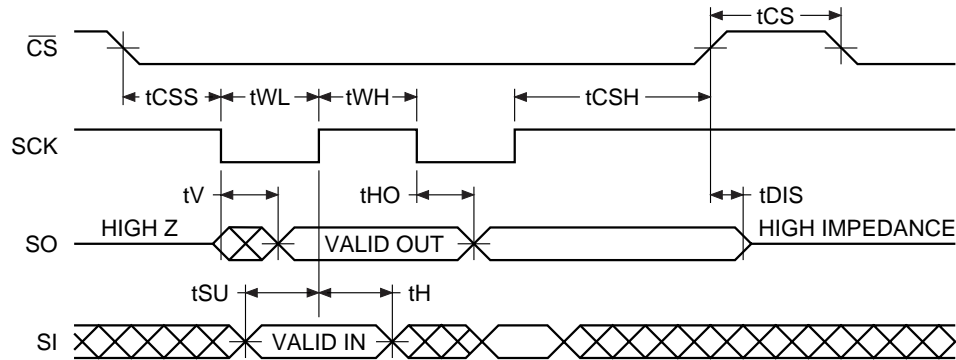 tCS
C̅S̅
tCSS tWL tWH tCSH
SCK
tV tHO tDIS
HIGH Z VALID OUT HIGH IMPEDANCE
SO
tSU tH
SI VALID IN